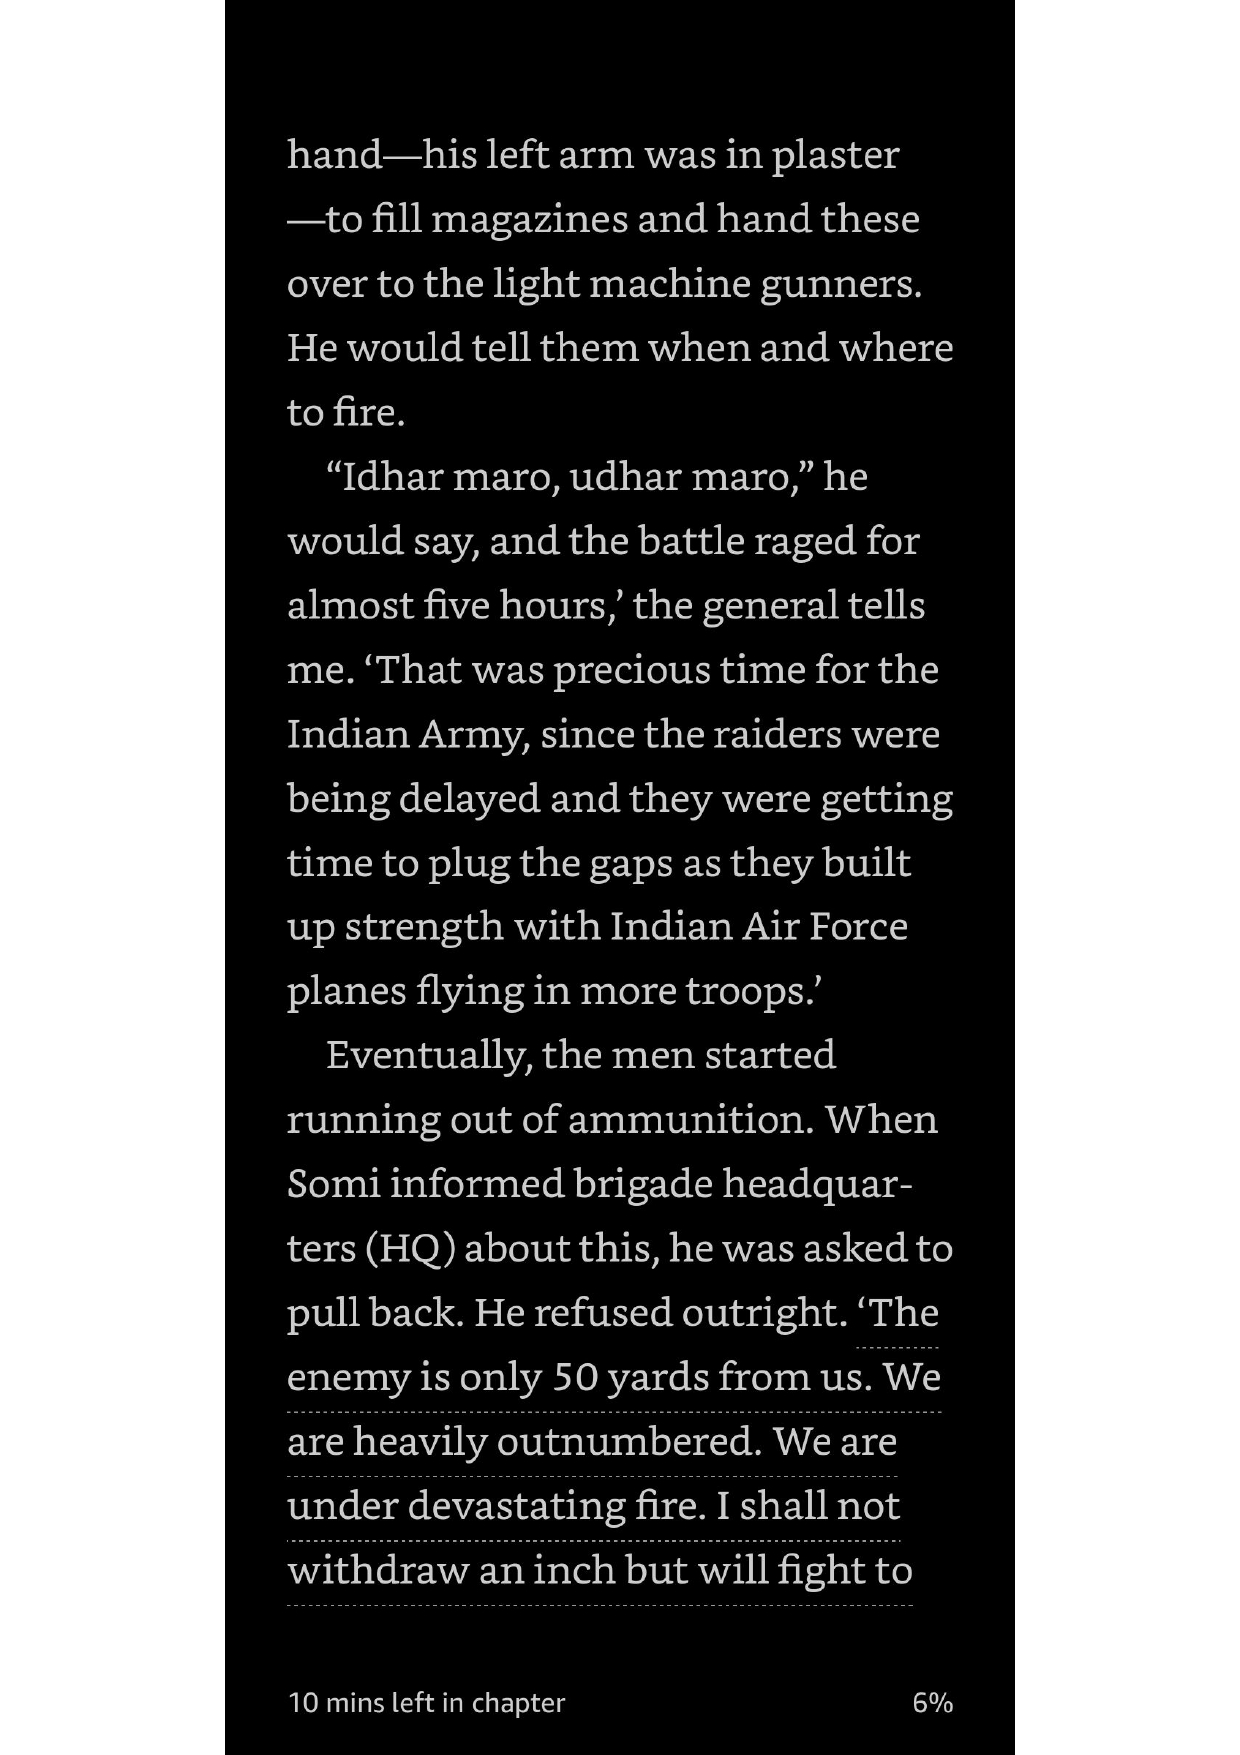 hand—his left arm was in plaster
—to fill magazines and hand these
over to the light machine gunners.
He would tell them when and where
to fire.
“Idhar maro, udhar maro,” he
would say, and the battle raged for
almost five hours,’ the general tells
me. ‘That was precious time for the
Indian Army, since the raiders were
being delayed and they were getting
time to plug the gaps as they built
up strength with Indian Air Force
planes flying in more troops.’
Eventually, the men started
running out of ammunition. When
Somi informed brigade headquar-
ters (HQ) about this, he was asked to
pull back. He refused outright. ‘The
enemy is only 50 yards from us. We
are heavily outnumbered. We are
under devastating fire. I shall not
withdraw an inch but will fight to
10 mins left in chapter 6%